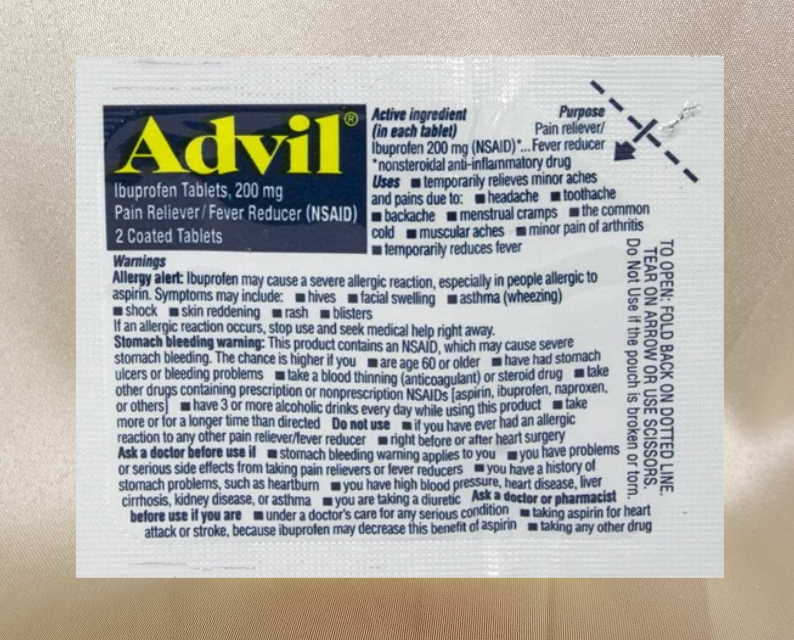 Advil®
Ibuprofen Tablets, 200 mg
Pain Reliever/Fever Reducer (NSAID)
2 Coated Tablets
Active ingredient Purpose
(in each tablet) Pain reliever/
Ibuprofen 200 mg (NSAID)*... Fever reducer
*nonsteroidal anti-inflammatory drug
Uses ■ temporarily relieves minor aches
and pains due to: ■ headache ■ toothache
■ backache ■ menstrual cramps ■ the common
cold ■ muscular aches ■ minor pain of arthritis
■ temporarily reduces fever
Warnings
Allergy alert: Ibuprofen may cause a severe allergic reaction, especially in people allergic to
aspirin. Symptoms may include: ■ hives ■ facial swelling ■ asthma (wheezing)
■ shock ■ skin reddening ■ rash ■ blisters
If an allergic reaction occurs, stop use and seek medical help right away.
Stomach bleeding warning: This product contains an NSAID, which may cause severe
stomach bleeding. The chance is higher if you ■ are age 60 or older ■ have had stomach
ulcers or bleeding problems ■ take a blood thinning (anticoagulant) or steroid drug ■ take
other drugs containing prescription or nonprescription NSAIDs [aspirin, ibuprofen, naproxen,
or others] ■ have 3 or more alcoholic drinks every day while using this product ■ take
more or for a longer time than directed Do not use ■ if you have ever had an allergic
reaction to any other pain reliever/fever reducer ■ right before or after heart surgery
Ask a doctor before use if ■ stomach bleeding warning applies to you ■ you have problems
or serious side effects from taking pain relievers or fever reducers ■ you have a history of
stomach problems, such as heartburn ■ you have high blood pressure, heart disease, liver
cirrhosis, kidney disease, or asthma ■ you are taking a diuretic Ask a doctor or pharmacist
before use if you are ■ under a doctor's care for any serious condition ■ taking aspirin for heart
attack or stroke, because ibuprofen may decrease this benefit of aspirin ■ taking any other drug
TO OPEN: FOLD BACK ON DOTTED LINE,
TEAR ON ARROW OR USE SCISSORS.
Do Not Use if the pouch is broken or torn.